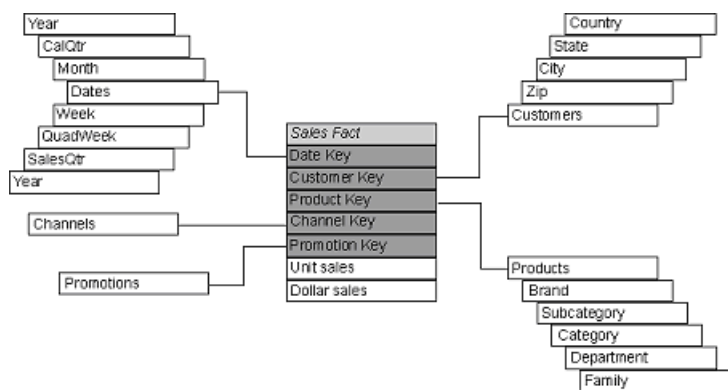 Year
CalQtr
Month
Dates
Week
QuadWeek
SalesQtr
Year
Channels
Promotions
Sales Fact
Date Key
Customer Key
Product Key
Channel Key
Promotion Key
Unit sales
Dollar sales
Country
State
City
Zip
Customers
Products
Brand
Subcategory
Category
Department
Family